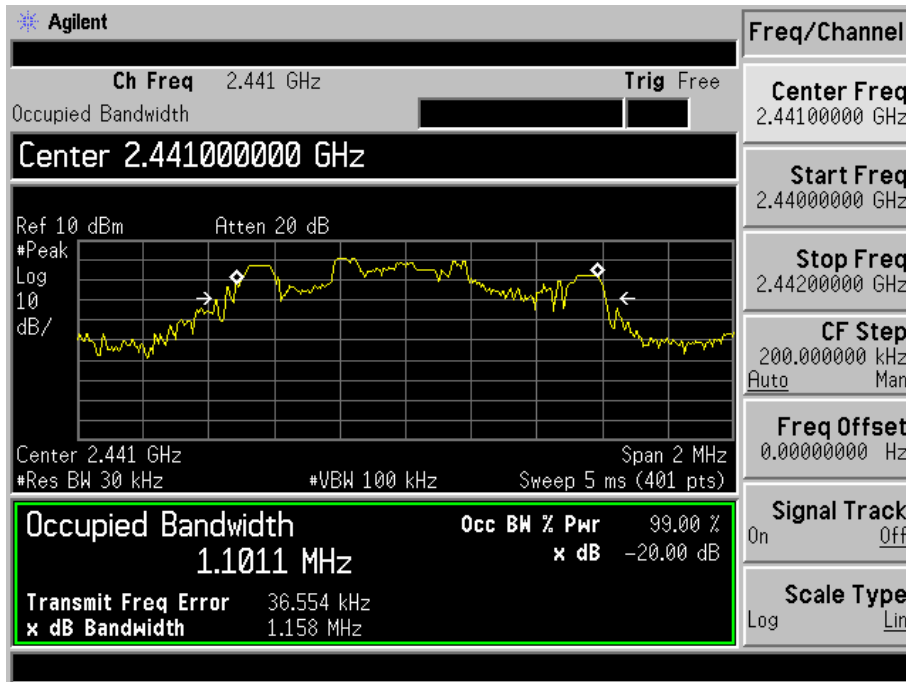 Agilent
Freq/Channel
Ch Freq 2.441 GHz Trig Free
Occupied Bandwidth
Center 2.441000000 GHz
Ref 10 dBm Atten 20 dB
#Peak
Log
10
dB/
Center 2.441 GHz Span 2 MHz
#Res BW 30 kHz #VBW 100 kHz Sweep 5 ms (401 pts)
Occupied Bandwidth
1.1011 MHz
Occ BW % Pwr 99.00 %
x dB -20.00 dB
Transmit Freq Error 36.554 kHz
x dB Bandwidth 1.158 MHz
Center Freq
2.44100000 GHz
Start Freq
2.44000000 GHz
Stop Freq
2.44200000 GHz
CF Step
200.000000 kHz
Auto Man
Freq Offset
0.00000000 Hz
Signal Track
On Off
Scale Type
Log Lin